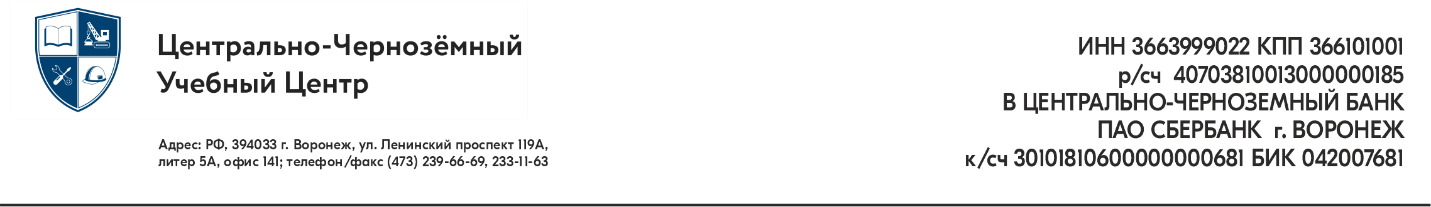 Центрально-Чернозёмный
Учебный Центр
Адрес: РФ, 394033 г. Воронеж, ул. Ленинский проспект 119А,
литер 5А, офис 141; телефон/факс (473) 239-66-69, 233-11-63
ИНН 3663999022 КПП 366101001
р/сч 40703810013000000185
В ЦЕНТРАЛЬНО-ЧЕРНОЗЕМНЫЙ БАНК
ПАО СБЕРБАНК г. ВОРОНЕЖ
к/сч 30101810600000000681 БИК 042007681